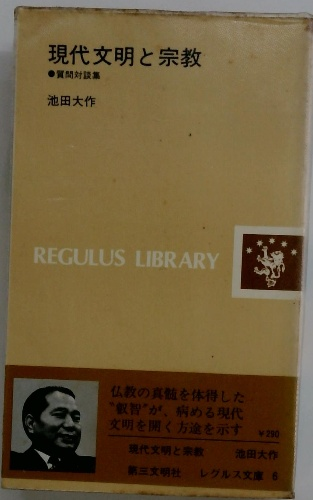 現代文明と宗教
●質問対談集
池田大作
REGULUS LIBRARY
仏教の真髄を体得した
“叡智”が、病める現代
文明を開く方途を示す
¥290
現代文明と宗教 池田大作
第三文明社 レグルス文庫 6